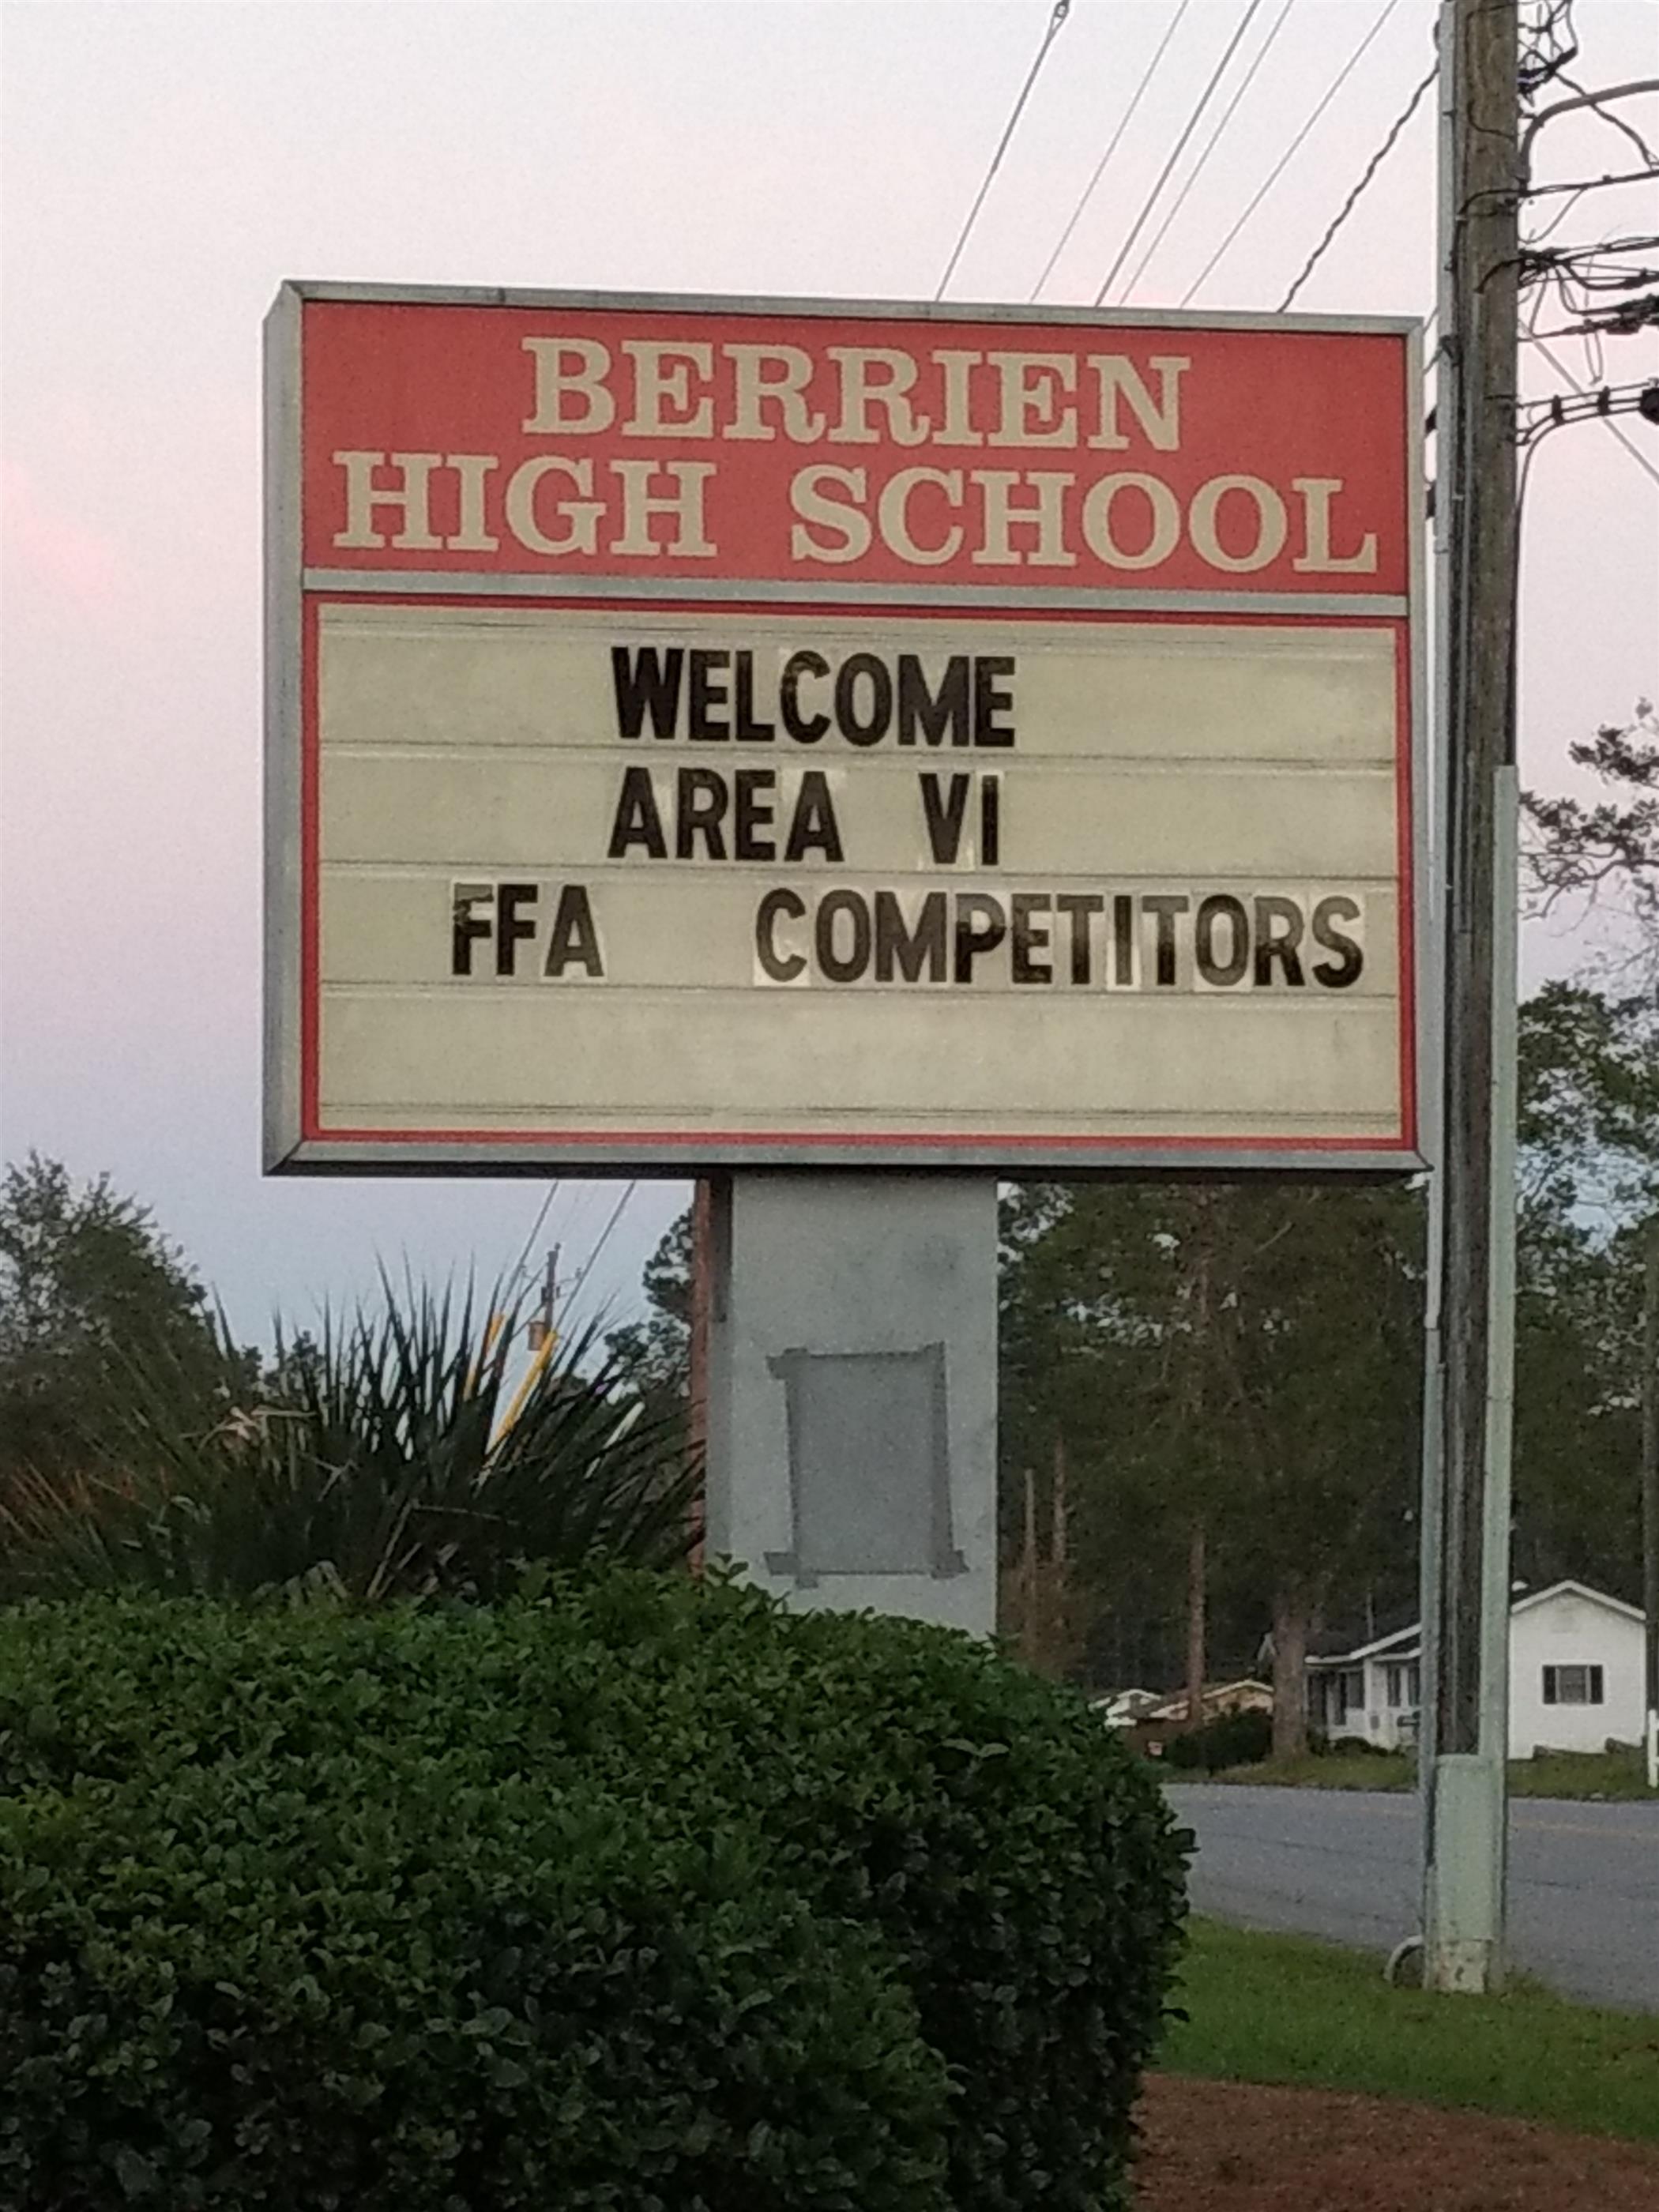 BERRIEN
HIGH SCHOOL
WELCOME
AREA VI
FFA COMPETITORS